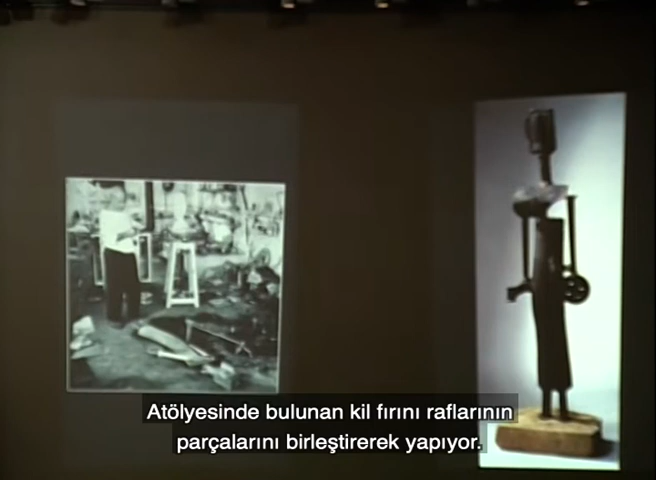 Atölyesinde bulunan kil fırını raflarının
parçalarını birleştirerek yapıyor.